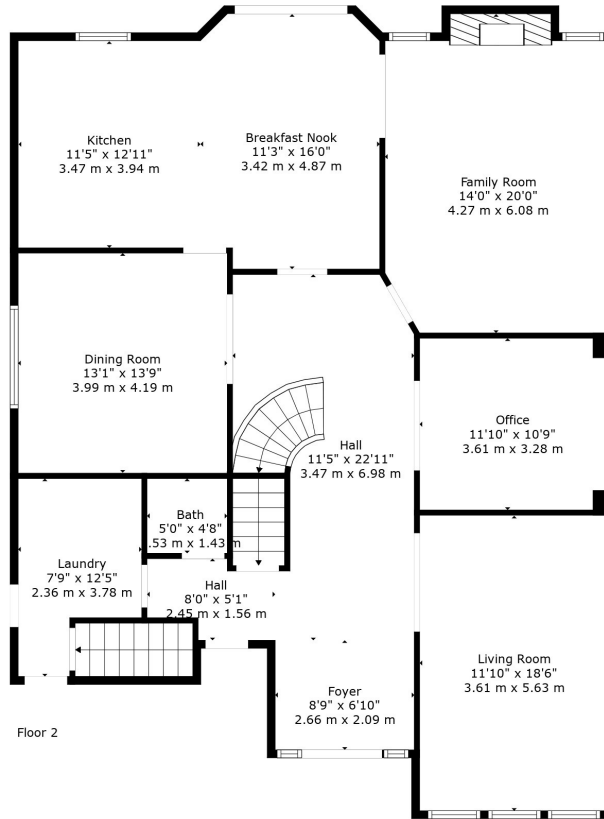 Kitchen
11'5" x 12'11"
3.47 m x 3.94 m
Breakfast Nook
11'3" x 16'0"
3.42 m x 4.87 m
Family Room
14'0" x 20'0"
4.27 m x 6.08 m
Dining Room
13'1" x 13'9"
3.99 m x 4.19 m
Office
11'10" x 10'9"
3.61 m x 3.28 m
Hall
11'5" x 22'11"
3.47 m x 6.98 m
Bath
5'0" x 4'8"
.53 m x 1.43 m
Laundry
7'9" x 12'5"
2.36 m x 3.78 m
Hall
8'0" x 5'1"
2.45 m x 1.56 m
Living Room
11'10" x 18'6"
3.61 m x 5.63 m
Foyer
8'9" x 6'10"
2.66 m x 2.09 m
Floor 2